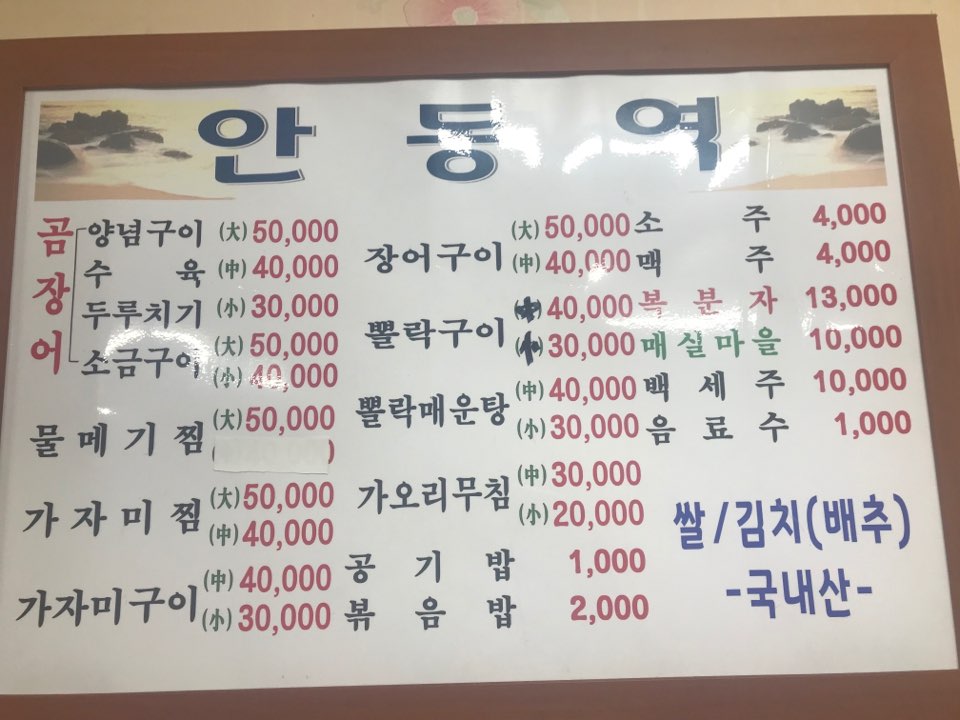 안동역
곰장어
양념구이 (大) 50,000
수육 (中) 40,000
두루치기 (小) 30,000
소금구이 (大) 50,000
(小) 40,000
물메기찜 (大) 50,000
가자미찜 (大) 50,000
(中) 40,000
가자미구이 (中) 40,000
(小) 30,000
장어구이 (大) 50,000
(中) 40,000
뽈락구이 40,000
30,000
뽈락매운탕 (中) 40,000
(小) 30,000
가오리무침 (中) 30,000
(小) 20,000
공기밥 1,000
볶음밥 2,000
소주 4,000
맥주 4,000
복분자 13,000
매실마을 10,000
백세주 10,000
음료수 1,000
쌀/김치(배추)
-국내산-